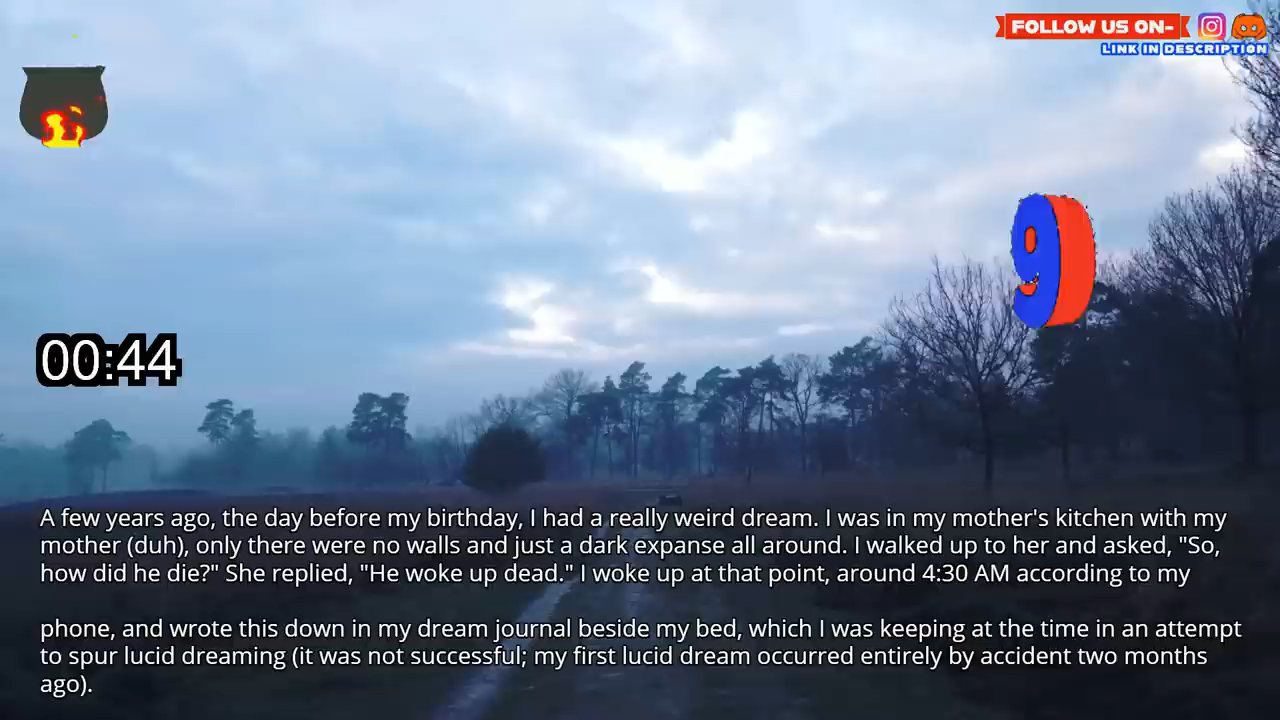 FOLLOW US ON-
LINK IN DESCRIPTION
9
00:44
A few years ago, the day before my birthday, I had a really weird dream. I was in my mother's kitchen with my
mother (duh), only there were no walls and just a dark expanse all around. I walked up to her and asked, "So,
how did he die?" She replied, "He woke up dead." I woke up at that point, around 4:30 AM according to my
phone, and wrote this down in my dream journal beside my bed, which I was keeping at the time in an attempt
to spur lucid dreaming (it was not successful; my first lucid dream occurred entirely by accident two months
ago).